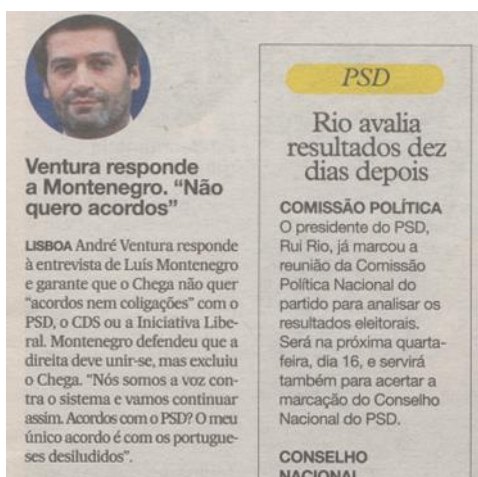 Ventura responde
a Montenegro. “Não
quero acordos”
LISBOA André Ventura responde
à entrevista de Luís Montenegro
e garante que o Chega não quer
“acordos nem coligações” com o
PSD, o CDS ou a Iniciativa Libe-
ral. Montenegro defendeu que a
direita deve unir-se, mas excluiu
o Chega. “Nós somos a voz con-
tra o sistema e vamos continuar
assim. Acordos com o PSD? O meu
único acordo é com os portugue-
ses desiludidos”.
PSD
Rio avalia
resultados dez
dias depois
COMISSÃO POLÍTICA
O presidente do PSD,
Rui Rio, já marcou a
reunião da Comissão
Política Nacional do
partido para analisar os
resultados eleitorais.
Será na próxima quarta-
feira, dia 16, e servirá
também para acertar a
marcação do Conselho
Nacional do PSD.
CONSELHO
NACIONAL